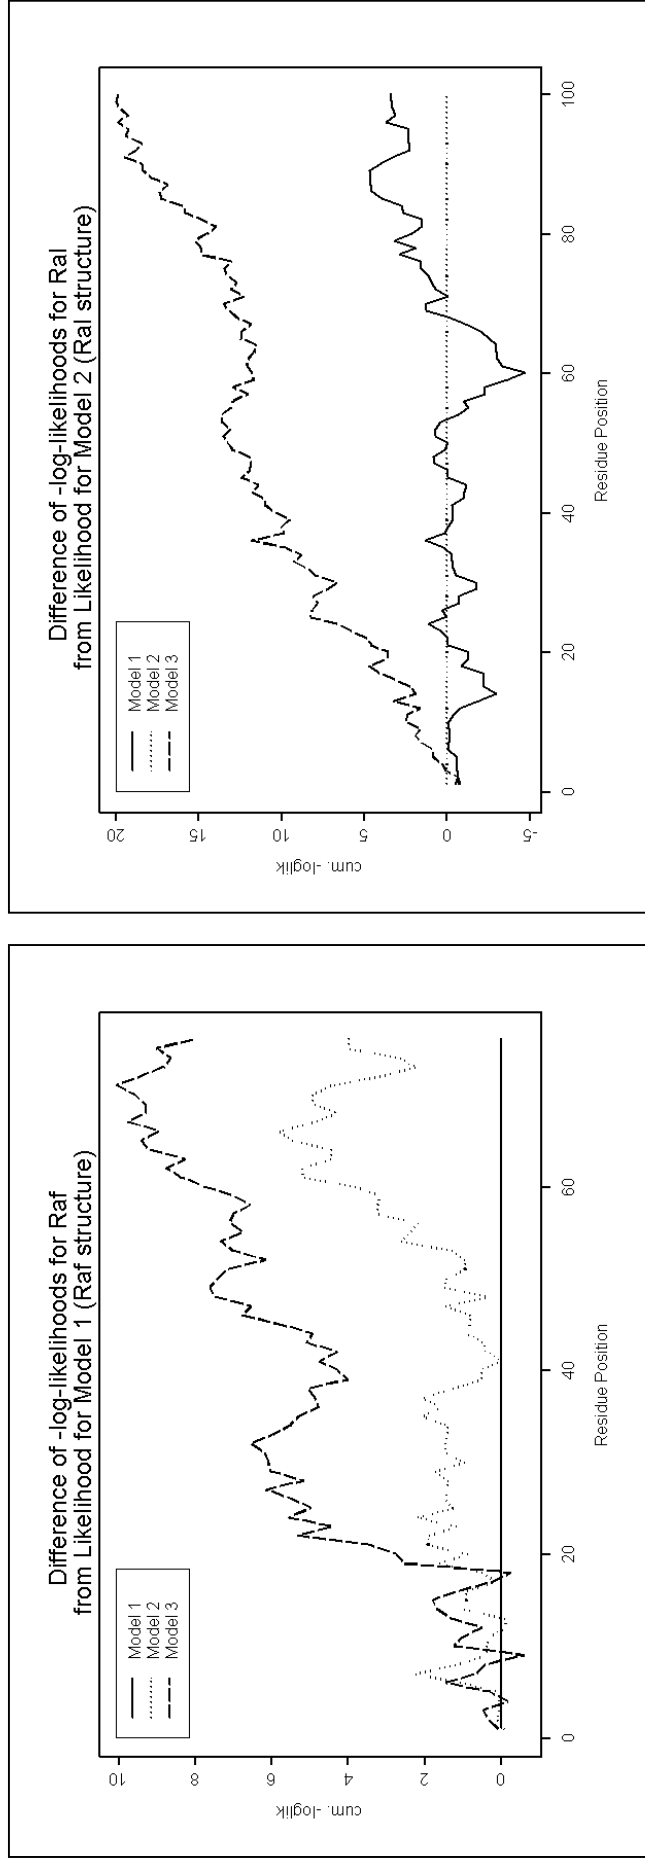 Difference of -log-likelihoods for Raf
from Likelihood for Model 1 (Raf structure)
Model 1
Model 2
Model 3
cum. -loglik
10
8
6
4
2
0
0
20
40
60
Residue Position
Difference of -log-likelihoods for Ral
from Likelihood for Model 2 (Ral structure)
Model 1
Model 2
Model 3
cum. -loglik
20
15
10
5
0
-5
0
20
40
60
80
100
Residue Position